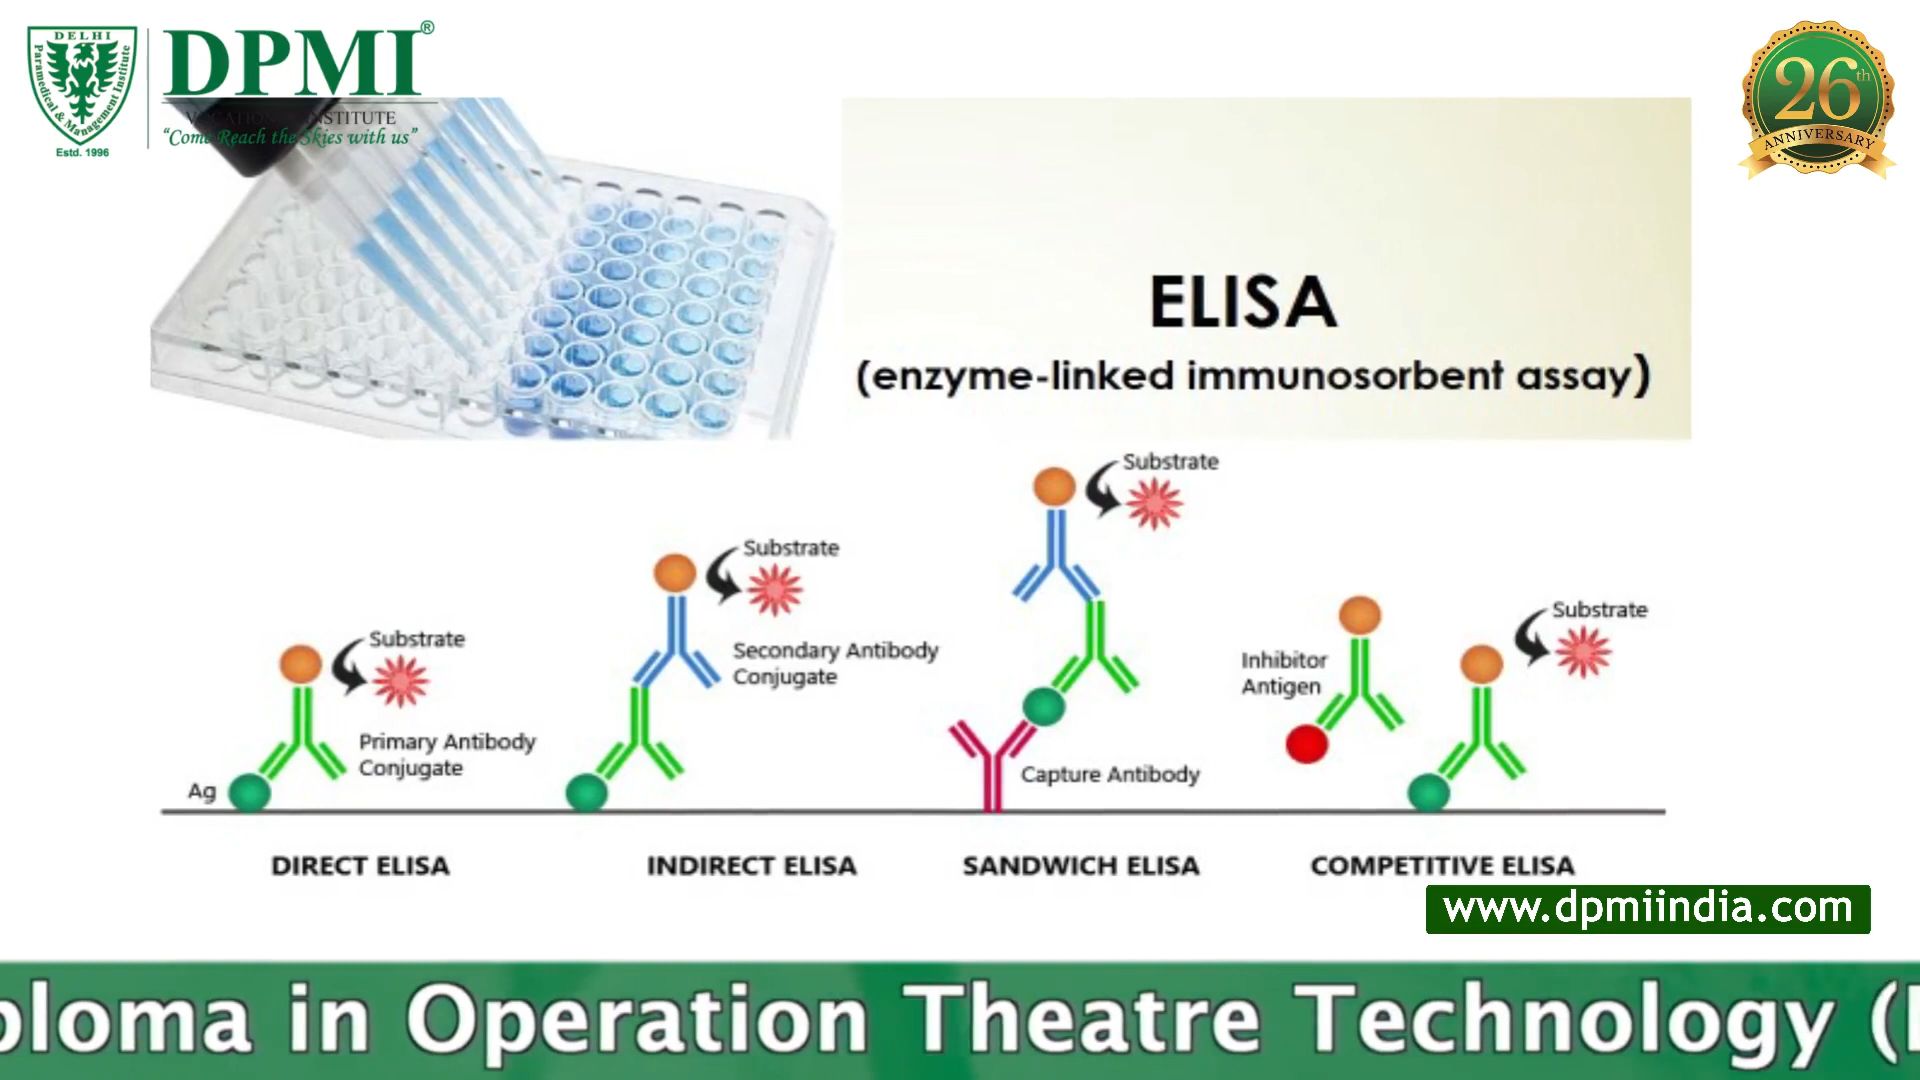 DELHI
Paramedical & Management Institute
Estd. 1996
DPMI®
VOCATIONAL INSTITUTE
“Come Reach the Skies with us”
26th
ANNIVERSARY
ELISA
(enzyme-linked immunosorbent assay)
Substrate
Substrate
Substrate
Substrate
Secondary Antibody
Conjugate
Inhibitor
Antigen
Primary Antibody
Conjugate
Capture Antibody
Ag
DIRECT ELISA
INDIRECT ELISA
SANDWICH ELISA
COMPETITIVE ELISA
www.dpmiindia.com
ploma in Operation Theatre Technology (